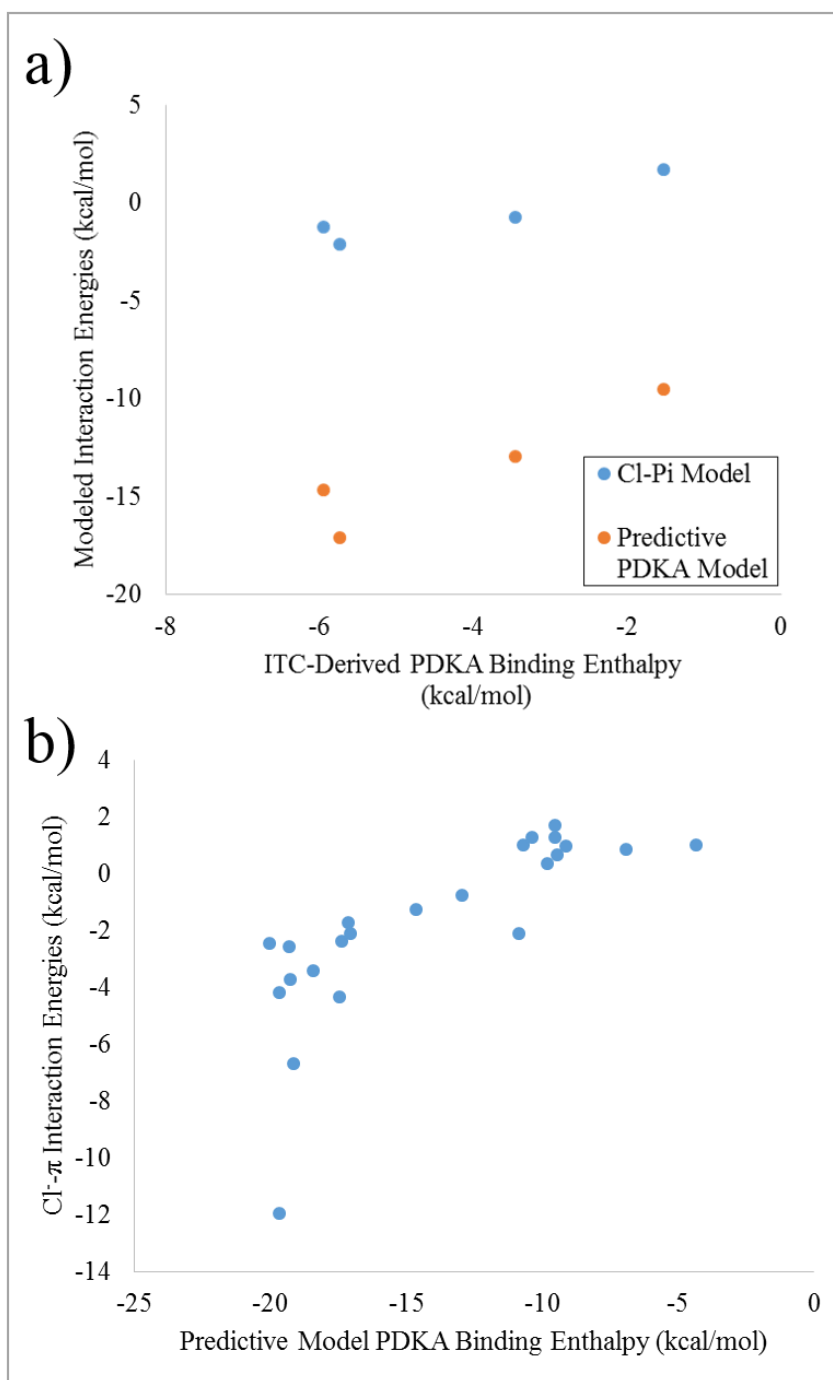 a)
Modeled Interaction Energies (kcal/mol)
5
0
-5
-10
-15
-20
-8
-6
-4
-2
0
Cl-Pi Model
Predictive
PDKA Model
ITC-Derived PDKA Binding Enthalpy
(kcal/mol)
b)
Cl⁻-π Interaction Energies (kcal/mol)
4
2
0
-2
-4
-6
-8
-10
-12
-14
-25
-20
-15
-10
-5
0
Predictive Model PDKA Binding Enthalpy (kcal/mol)